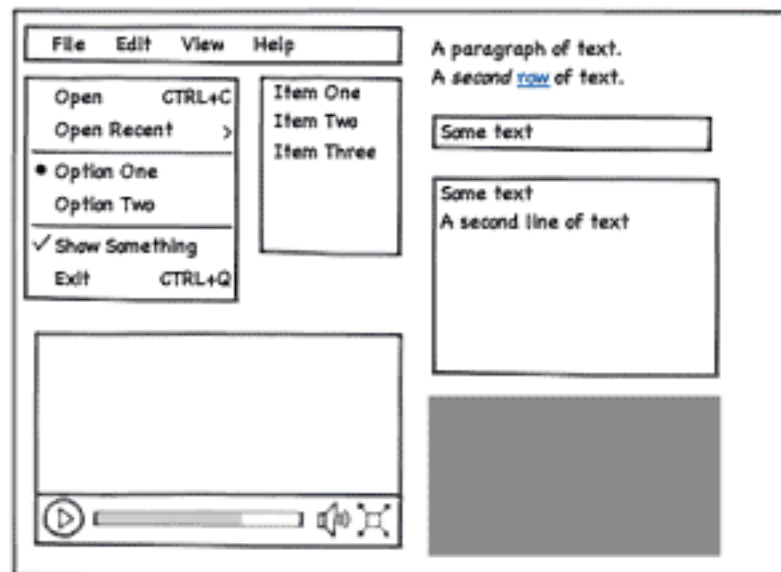 File Edit View Help
Open CTRL+C
Open Recent >
Option One
Option Two
Show Something
Exit CTRL+Q
Item One
Item Two
Item Three
A paragraph of text.
A second row of text.
Some text
Some text
A second line of text